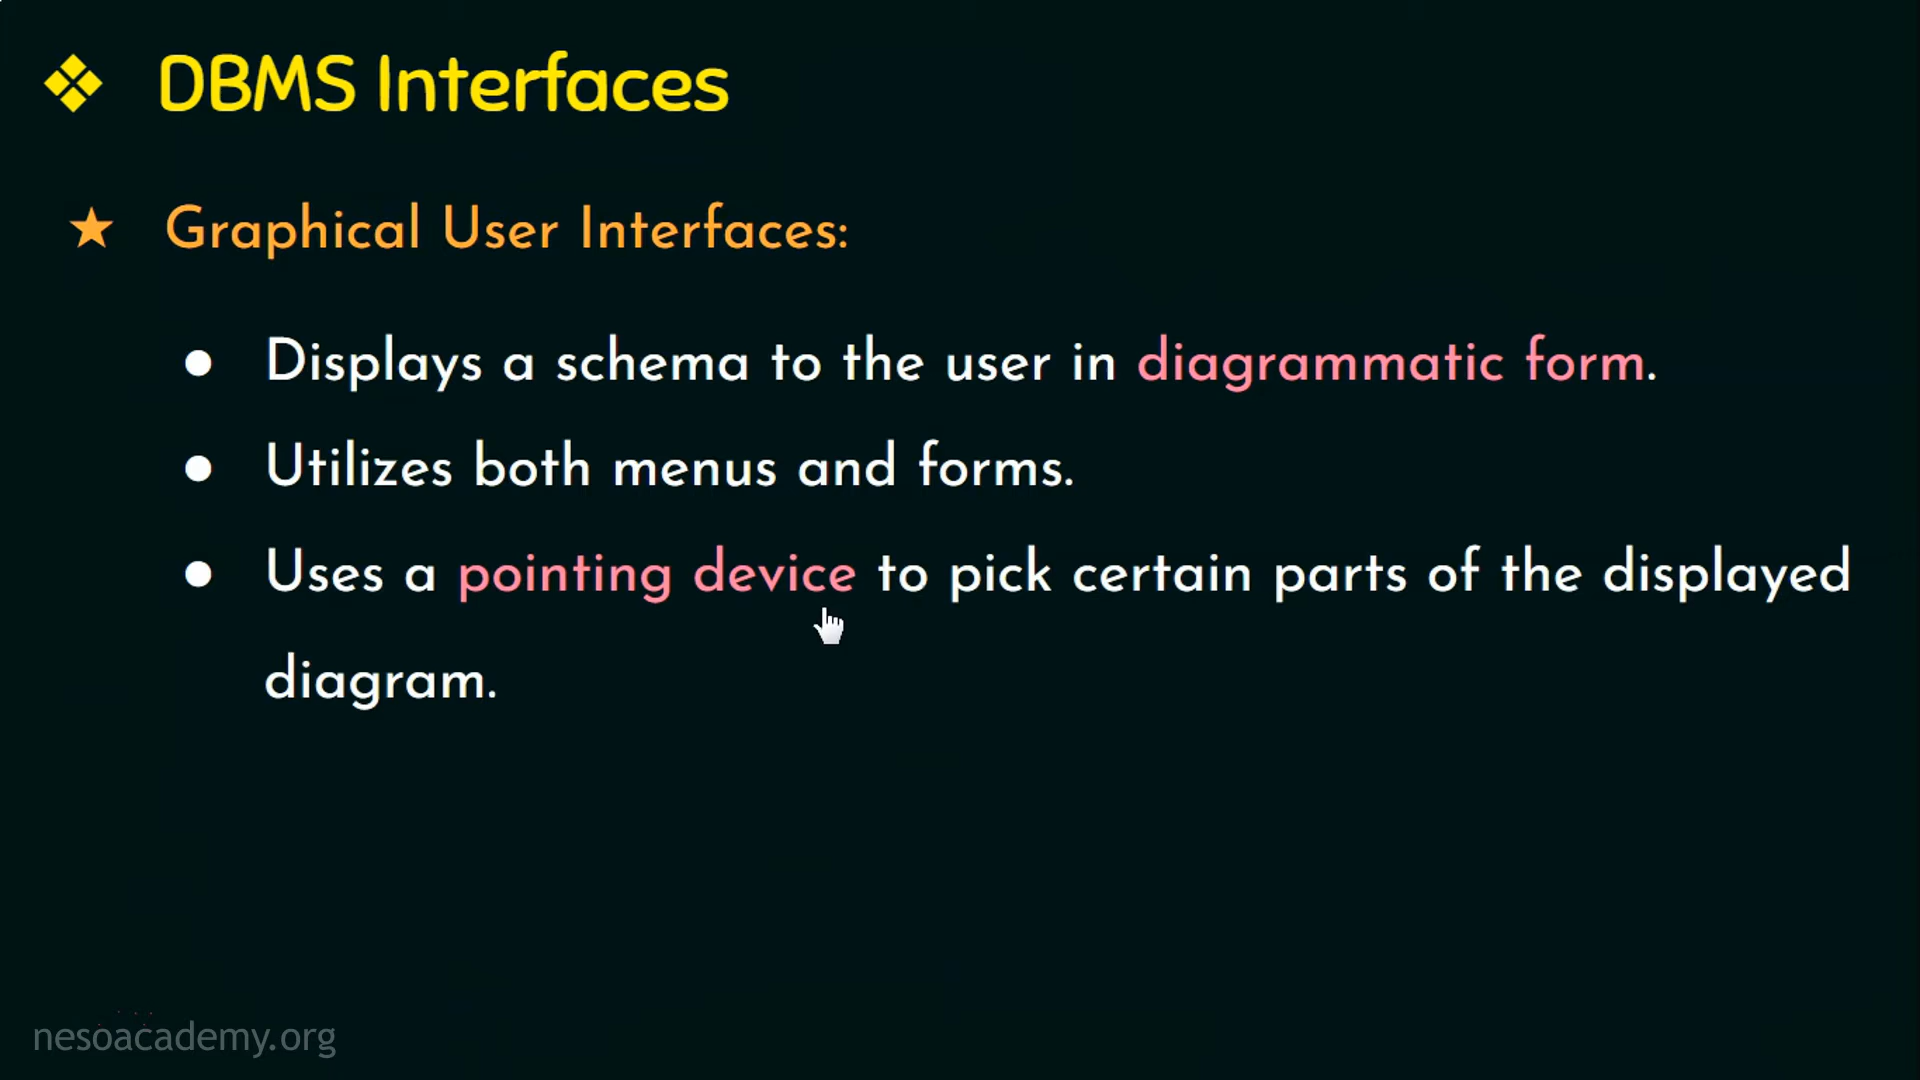 DBMS Interfaces
Graphical User Interfaces:
Displays a schema to the user in diagrammatic form.
Utilizes both menus and forms.
Uses a pointing device to pick certain parts of the displayed
diagram.
nesoacademy.org